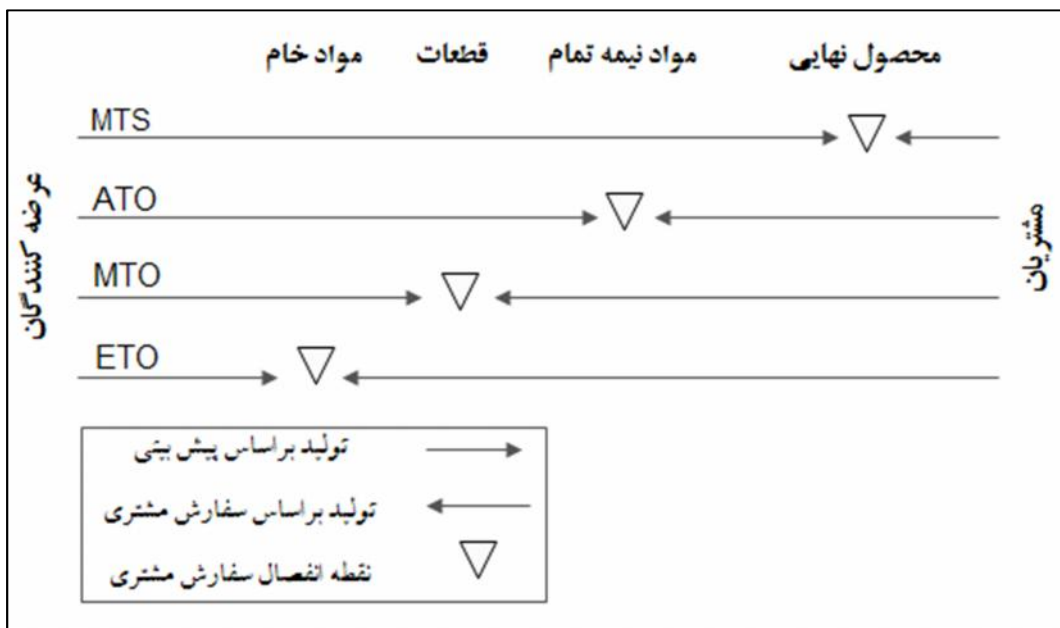 مواد خام قطعات مواد نیمه تمام محصول نهایی
MTS
ATO
MTO
ETO
عرضه کنندگان
مشتریان
تولید براساس پیش بینی
تولید براساس سفارش مشتری
نقطه انفصال سفارش مشتری